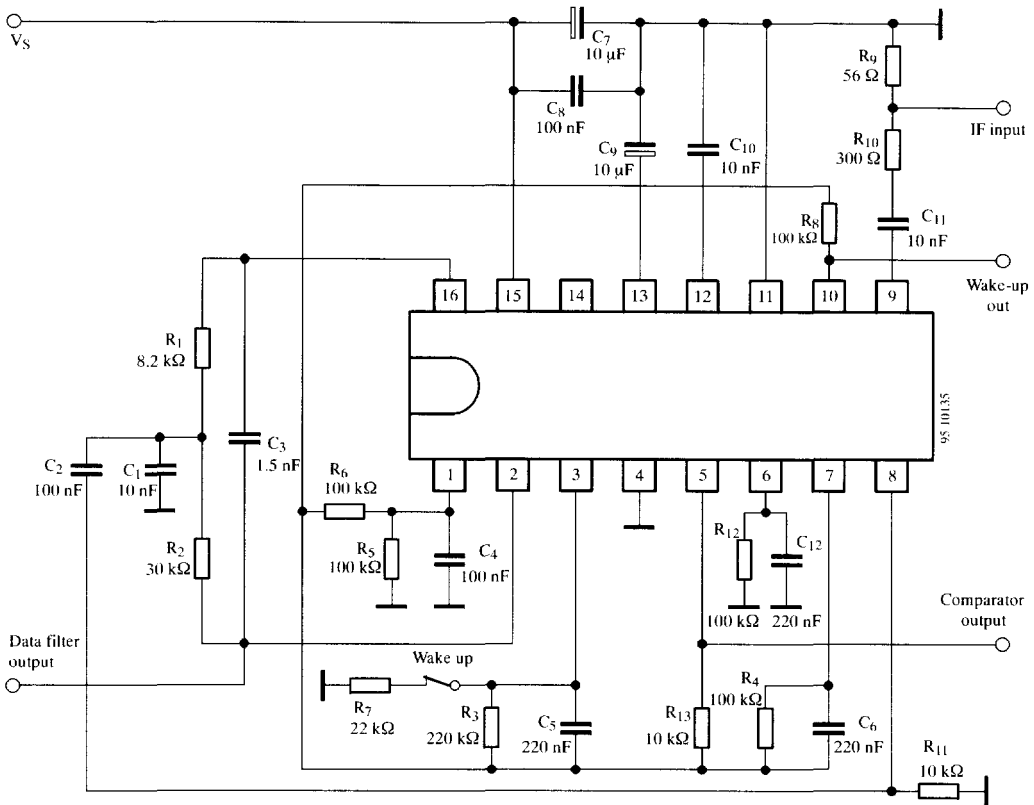 V_S
C_7
10 µF
C_8
100 nF
C_9
10 µF
C_10
10 nF
R_9
56 Ω
IF input
R_10
300 Ω
C_11
10 nF
R_8
100 kΩ
Wake-up
out
16
15
14
13
12
11
10
9
R_1
8.2 kΩ
95 10135
C_2
100 nF
C_1
10 nF
C_3
1.5 nF
R_6
100 kΩ
1
2
3
4
5
6
7
8
R_2
30 kΩ
R_5
100 kΩ
C_4
100 nF
R_12
100 kΩ
C_12
220 nF
Comparator
output
Data filter
output
Wake up
R_7
22 kΩ
R_3
220 kΩ
C_5
220 nF
R_13
10 kΩ
R_4
100 kΩ
C_6
220 nF
R_11
10 kΩ